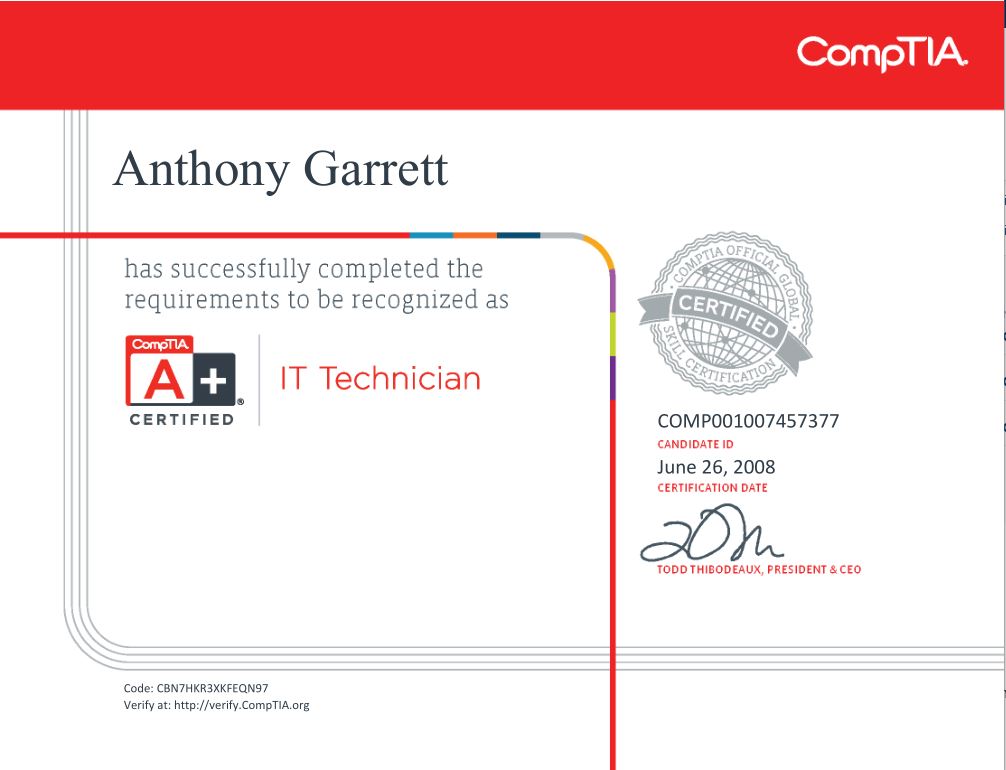 CompTIA.
Anthony Garrett
has successfully completed the
requirements to be recognized as
CompTIA.
A+
CERTIFIED®
IT Technician
COMPTIA OFFICIAL GLOBAL
CERTIFIED
SKILL CERTIFICATION
COMP001007457377
CANDIDATE ID
June 26, 2008
CERTIFICATION DATE
TODD THIBODEAUX, PRESIDENT & CEO
Code: CBN7HKR3XKFEQN97
Verify at: http://verify.CompTIA.org